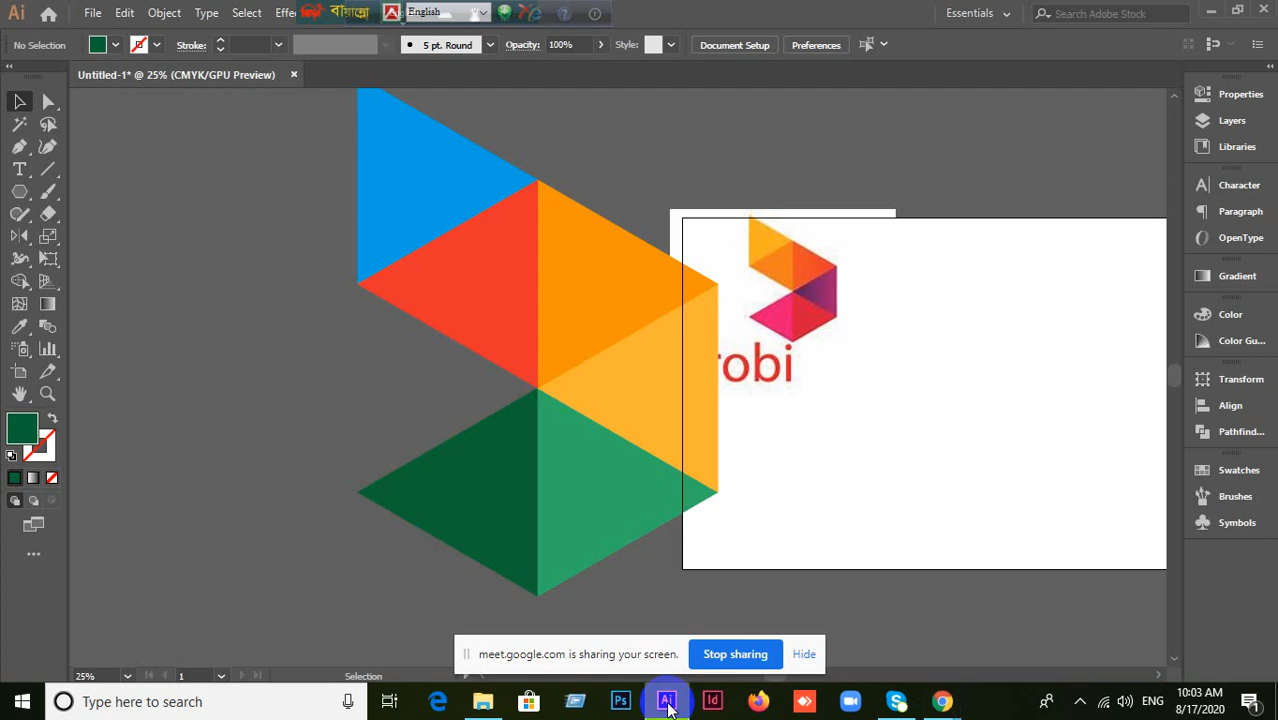 Ai File Edit Object Type Select Effe বায়ান্নো English Essentials Search Adobe Stock
No Selection Stroke: 5 pt. Round Opacity: 100% Style: Document Setup Preferences
Untitled-1* @ 25% (CMYK/GPU Preview)
Properties
Layers
Libraries
Character
Paragraph
OpenType
Gradient
Color
Color Gu...
Transform
Align
Pathfind...
Swatches
Brushes
Symbols
robi
meet.google.com is sharing your screen. Stop sharing Hide
25% 1 Selection
Type here to search Ps Ai Id ENG 10:03 AM
8/17/2020
1